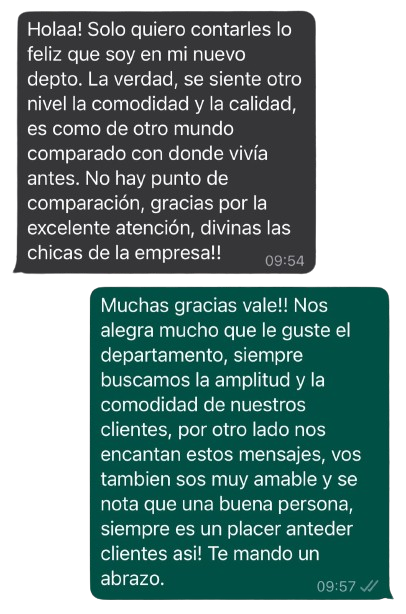 Holaa! Solo quiero contarles lo
feliz que soy en mi nuevo
depto. La verdad, se siente otro
nivel la comodidad y la calidad,
es como de otro mundo
comparado con donde vivía
antes. No hay punto de
comparación, gracias por la
excelente atención, divinas las
chicas de la empresa!!
09:54
Muchas gracias vale!! Nos
alegra mucho que le guste el
departamento, siempre
buscamos la amplitud y la
comodidad de nuestros
clientes, por otro lado nos
encantan estos mensajes, vos
tambien sos muy amable y se
nota que una buena persona,
siempre es un placer anteder
clientes asi! Te mando un
abrazo.
09:57